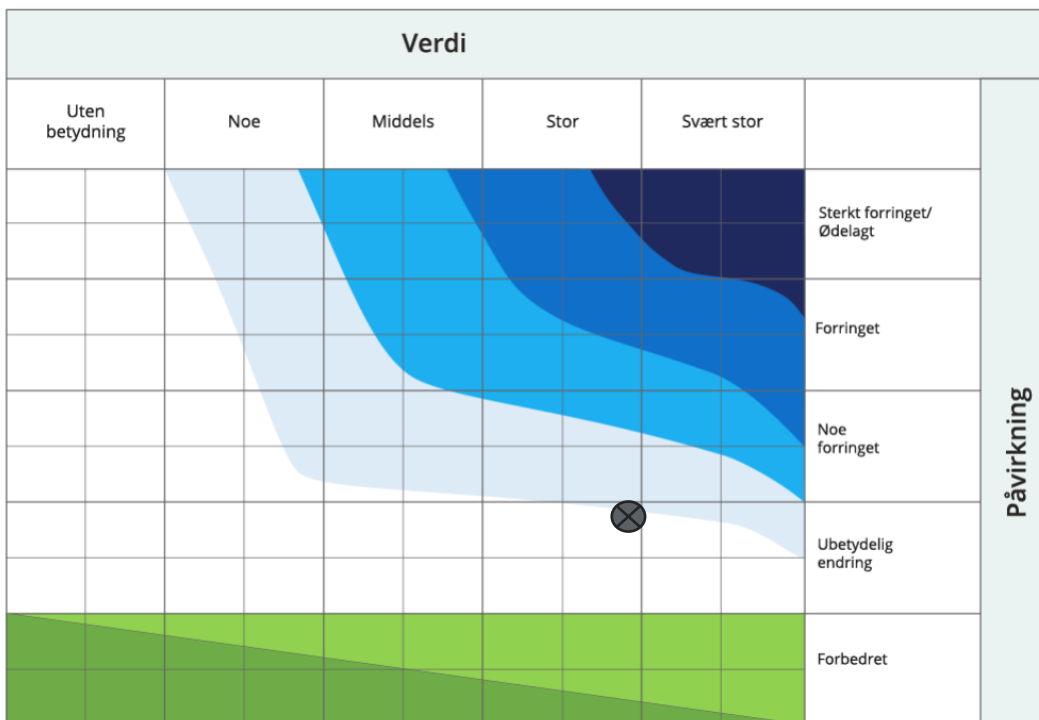 Verdi
Uten
betydning
Noe
Middels
Stor
Svært stor
Sterkt forringet/
Ødelagt
Forringet
Noe
forringet
Ubetydelig
endring
Forbedret
Påvirkning